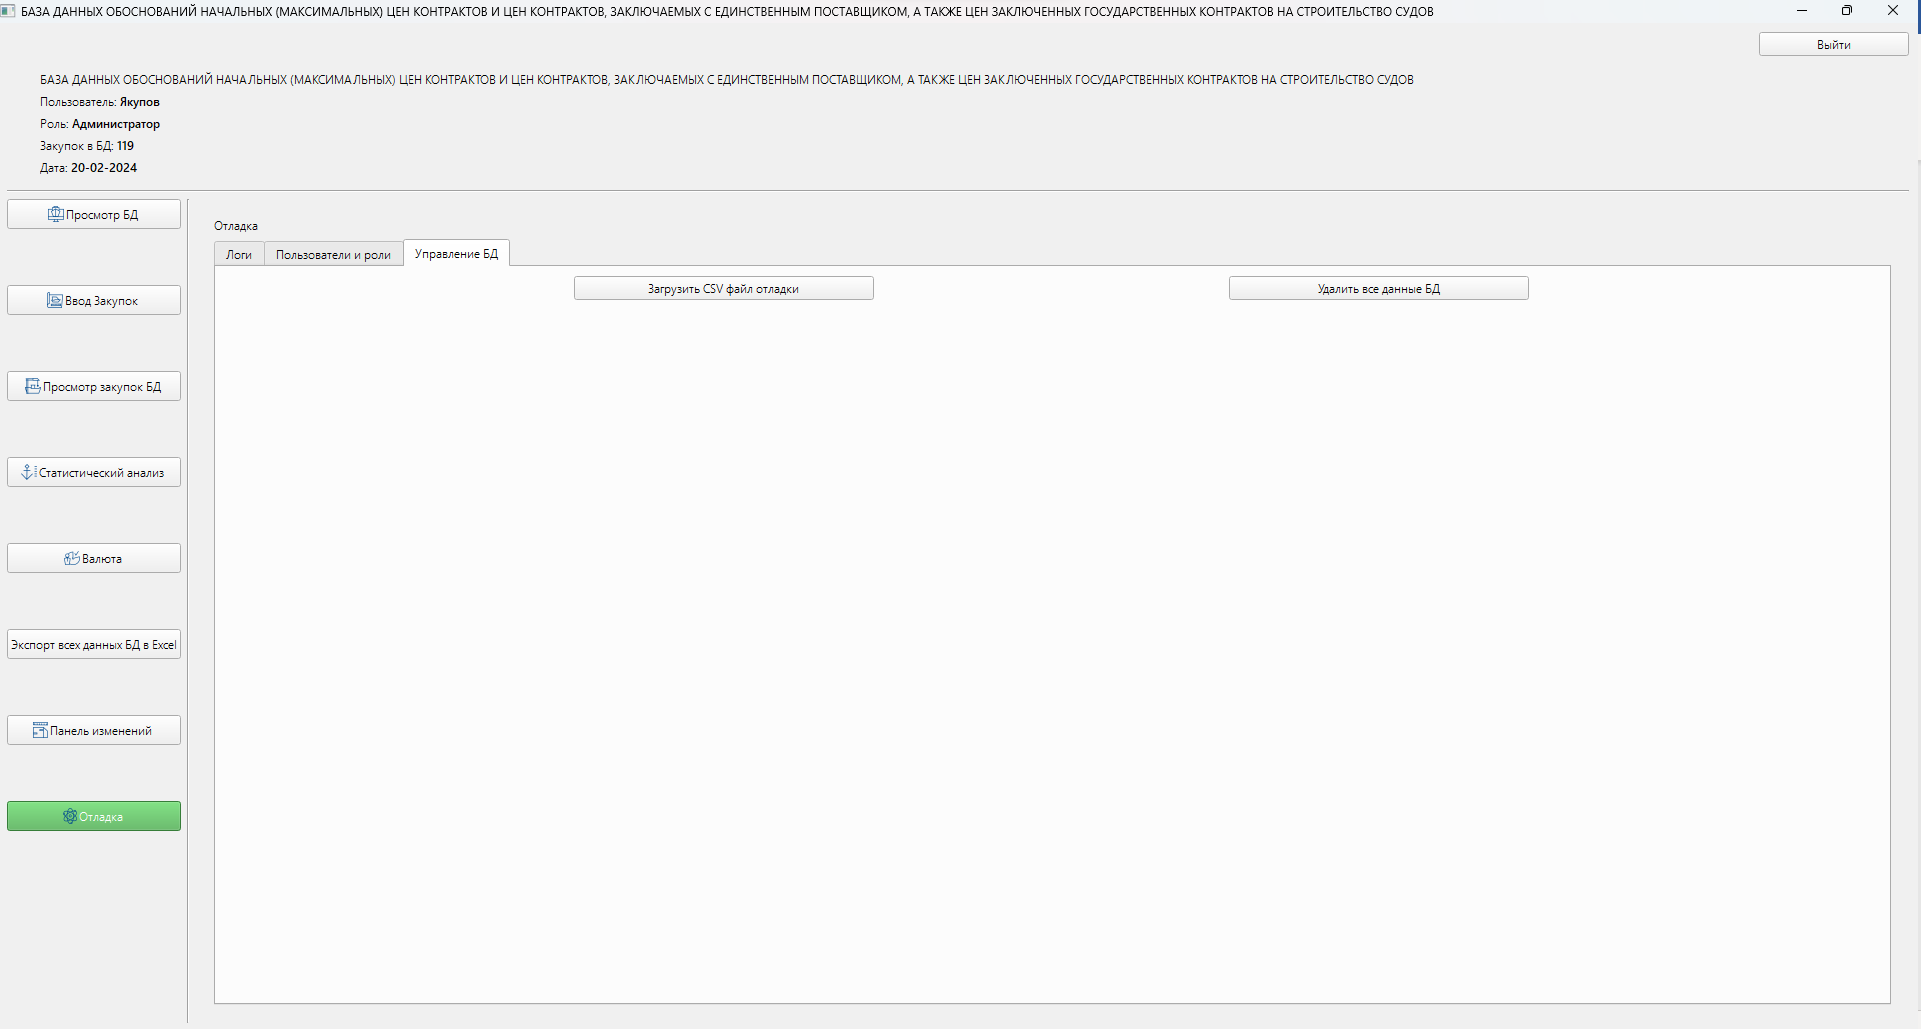 БАЗА ДАННЫХ ОБОСНОВАНИЙ НАЧАЛЬНЫХ (МАКСИМАЛЬНЫХ) ЦЕН КОНТРАКТОВ И ЦЕН КОНТРАКТОВ, ЗАКЛЮЧАЕМЫХ С ЕДИНСТВЕННЫМ ПОСТАВЩИКОМ, А ТАКЖЕ ЦЕН ЗАКЛЮЧЕННЫХ ГОСУДАРСТВЕННЫХ КОНТРАКТОВ НА СТРОИТЕЛЬСТВО СУДОВ
Выйти
БАЗА ДАННЫХ ОБОСНОВАНИЙ НАЧАЛЬНЫХ (МАКСИМАЛЬНЫХ) ЦЕН КОНТРАКТОВ И ЦЕН КОНТРАКТОВ, ЗАКЛЮЧАЕМЫХ С ЕДИНСТВЕННЫМ ПОСТАВЩИКОМ, А ТАКЖЕ ЦЕН ЗАКЛЮЧЕННЫХ ГОСУДАРСТВЕННЫХ КОНТРАКТОВ НА СТРОИТЕЛЬСТВО СУДОВ
Пользователь: Якупов
Роль: Администратор
Закупок в БД: 119
Дата: 20-02-2024
Просмотр БД
Ввод Закупок
Просмотр закупок БД
Статистический анализ
Валюта
Экспорт всех данных БД в Excel
Панель изменений
Отладка
Отладка
Логи Пользователи и роли Управление БД
Загрузить CSV файл отладки Удалить все данные БД